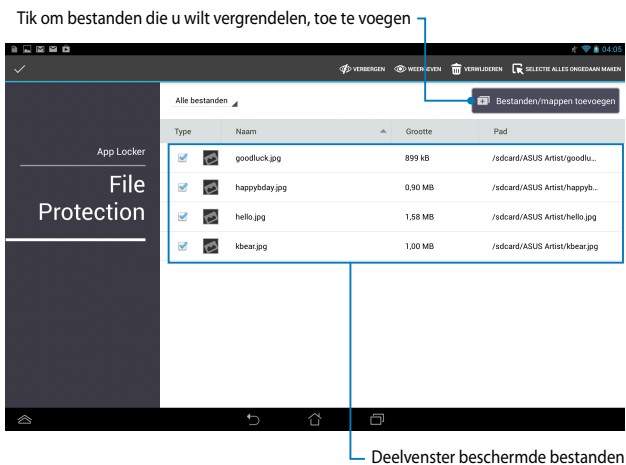 Tik om bestanden die u wilt vergrendelen, toe te voegen
04:05
VERBERGEN WEERGEVEN VERWIJDEREN SELECTIE ALLES ONGEDAAN MAKEN
Alle bestanden
Bestanden/mappen toevoegen
Type Naam Grootte Pad
App Locker
File
Protection
goodluck.jpg 899 kB /sdcard/ASUS Artist/goodlu...
happybday.jpg 0,90 MB /sdcard/ASUS Artist/happyb...
hello.jpg 1,58 MB /sdcard/ASUS Artist/hello.jpg
kbear.jpg 1,00 MB /sdcard/ASUS Artist/kbear.jpg
Deelvenster beschermde bestanden